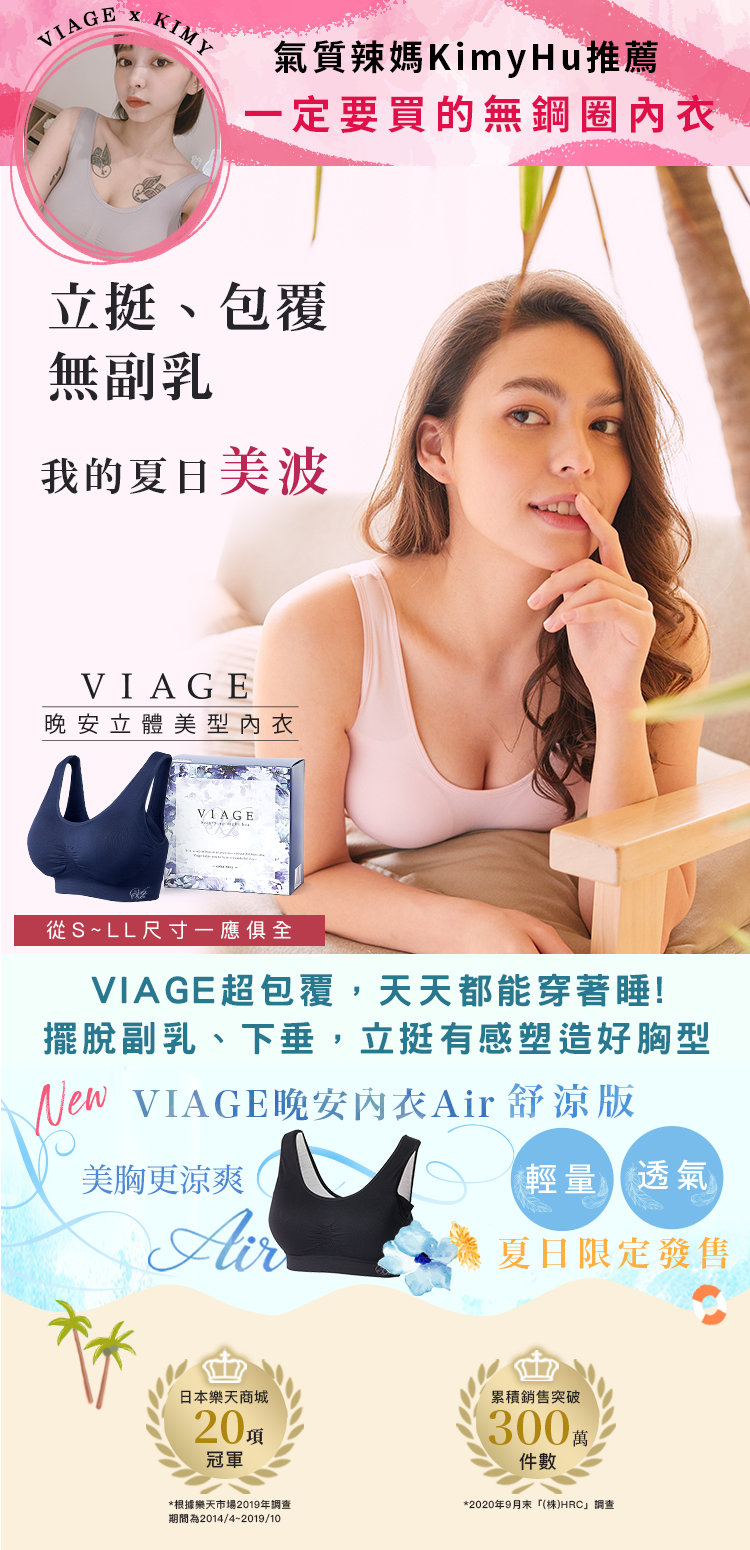 VIAGE x KIMY
氣質辣媽KimyHu推薦
一定要買的無鋼圈內衣
立挺、包覆
無副乳
我的夏日美波
VIAGE
晚安立體美型內衣
VIAGE
從S~LL尺寸一應俱全
VIAGE超包覆，天天都能穿著睡!
擺脫副乳、下垂，立挺有感塑造好胸型
New VIAGE晚安內衣Air 舒涼版
美胸更涼爽
Air
輕量
透氣
夏日限定發售
日本樂天商城
20項
冠軍
*根據樂天市場2019年調查
期間為2014/4~2019/10
累積銷售突破
300萬
件數
*2020年9月末「(株)HRC」調查